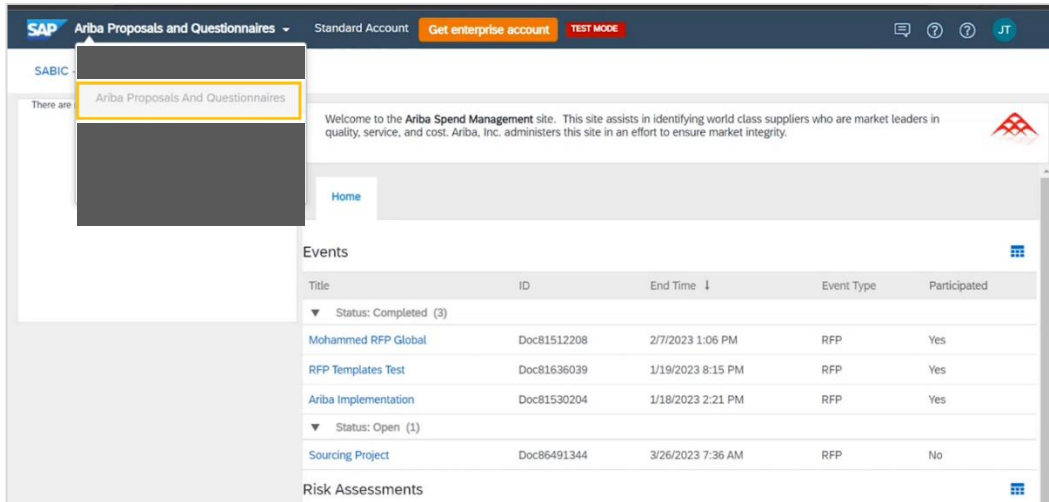 SAP Ariba Proposals and Questionnaires Standard Account Get enterprise account TEST MODE JT
SABIC -
Ariba Proposals And Questionnaires
There are
Welcome to the Ariba Spend Management site. This site assists in identifying world class suppliers who are market leaders in
quality, service, and cost. Ariba, Inc. administers this site in an effort to ensure market integrity.
Home
Events
Title ID End Time ↓ Event Type Participated
▼ Status: Completed (3)
Mohammed RFP Global Doc81512208 2/7/2023 1:06 PM RFP Yes
RFP Templates Test Doc81636039 1/19/2023 8:15 PM RFP Yes
Ariba Implementation Doc81530204 1/18/2023 2:21 PM RFP Yes
▼ Status: Open (1)
Sourcing Project Doc86491344 3/26/2023 7:36 AM RFP No
Risk Assessments